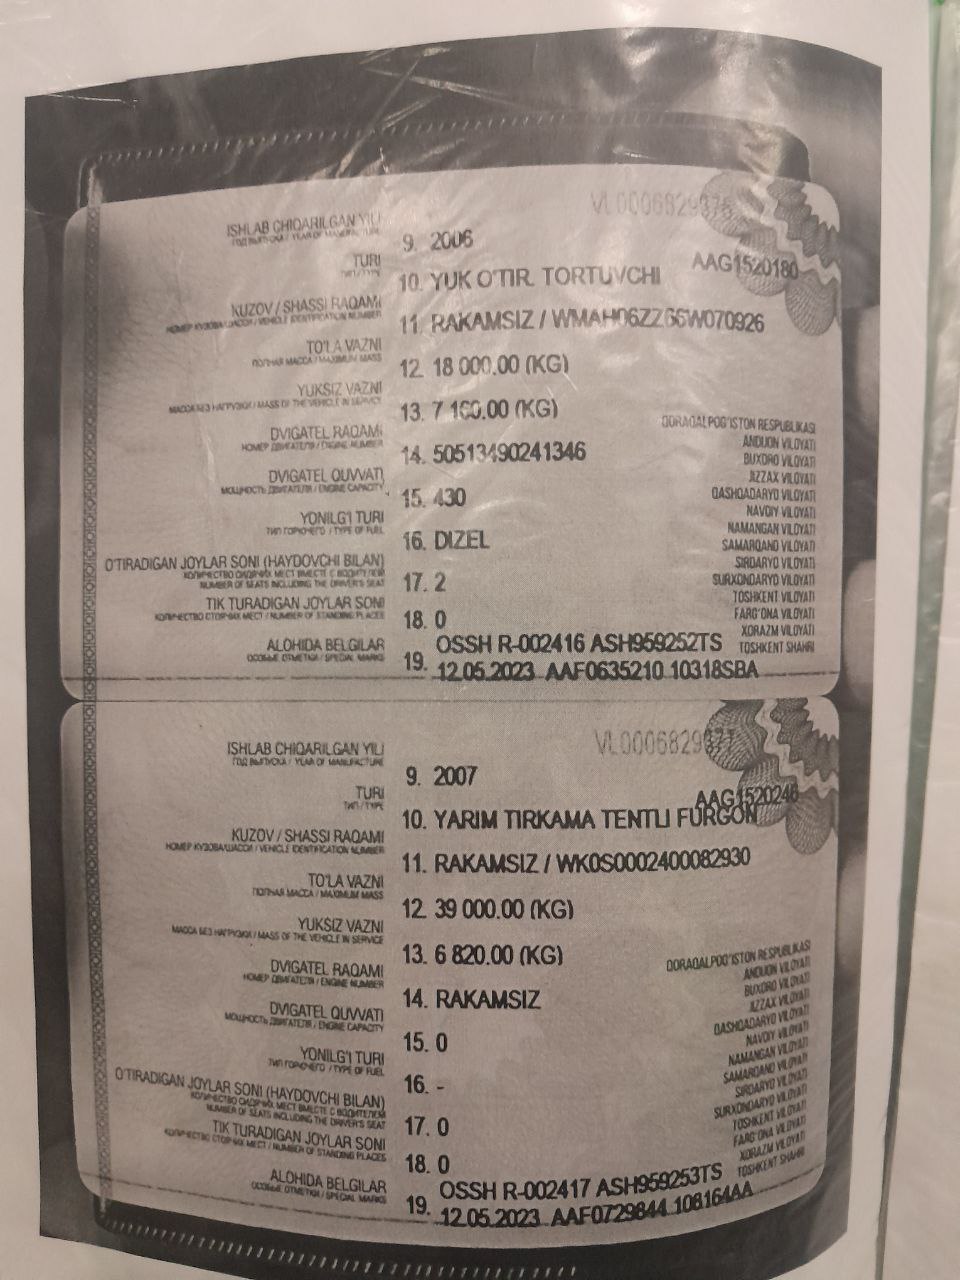 VL0006829376
AAG1520180
ISHLAB CHIQARILGAN YILI
ГОД ВЫПУСКА / YEAR OF MANUFACTURE
9. 2006
TURI
ТИП / TYPE
10. YUK O'TIR. TORTUVCHI
KUZOV / SHASSI RAQAMI
НОМЕР КУЗОВА/ШАССИ / VEHICLE IDENTIFICATION NUMBER
11. RAKAMSIZ / WMAH06ZZ66W070926
TO'LA VAZNI
ПОЛНАЯ МАССА / MAXIMUM MASS
12. 18 000.00 (KG)
YUKSIZ VAZNI
МАССА БЕЗ НАГРУЗКИ / MASS OF THE VEHICLE IN SERVICE
13. 7 160.00 (KG)
DVIGATEL RAQAMI
НОМЕР ДВИГАТЕЛЯ / ENGINE NUMBER
14. 50513490241346
DVIGATEL QUVVATI
МОЩНОСТЬ ДВИГАТЕЛЯ / ENGINE CAPACITY
15. 430
YONILG'I TURI
ТИП ГОРЮЧЕГО / TYPE OF FUEL
16. DIZEL
O'TIRADIGAN JOYLAR SONI (HAYDOVCHI BILAN)
КОЛИЧЕСТВО СИДЯЧИХ МЕСТ ВМЕСТЕ С ВОДИТЕЛЕМ
NUMBER OF SEATS INCLUDING THE DRIVER'S SEAT
17. 2
TIK TURADIGAN JOYLAR SONI
КОЛИЧЕСТВО СТОЯЧИХ МЕСТ / NUMBER OF STANDING PLACES
18. 0
ALOHIDA BELGILAR
ОСОБЫЕ ОТМЕТКИ / SPECIAL MARKS
19. OSSH R-002416 ASH959252TS
12.05.2023 AAF0635210 10318SBA
QORAQALPOG'ISTON RESPUBLIKASI
ANDIJON VILOYATI
BUXORO VILOYATI
JIZZAX VILOYATI
QASHQADARYO VILOYATI
NAVOIY VILOYATI
NAMANGAN VILOYATI
SAMARQAND VILOYATI
SIRDARYO VILOYATI
SURXONDARYO VILOYATI
TOSHKENT VILOYATI
FARG'ONA VILOYATI
XORAZM VILOYATI
TOSHKENT SHAHRI
VL0006829377
AAG1520246
ISHLAB CHIQARILGAN YILI
ГОД ВЫПУСКА / YEAR OF MANUFACTURE
9. 2007
TURI
ТИП / TYPE
10. YARIM TIRKAMA TENTLI FURGON
KUZOV / SHASSI RAQAMI
НОМЕР КУЗОВА/ШАССИ / VEHICLE IDENTIFICATION NUMBER
11. RAKAMSIZ / WK0S0002400082930
TO'LA VAZNI
ПОЛНАЯ МАССА / MAXIMUM MASS
12. 39 000.00 (KG)
YUKSIZ VAZNI
МАССА БЕЗ НАГРУЗКИ / MASS OF THE VEHICLE IN SERVICE
13. 6 820.00 (KG)
DVIGATEL RAQAMI
НОМЕР ДВИГАТЕЛЯ / ENGINE NUMBER
14. RAKAMSIZ
DVIGATEL QUVVATI
МОЩНОСТЬ ДВИГАТЕЛЯ / ENGINE CAPACITY
15. 0
YONILG'I TURI
ТИП ГОРЮЧЕГО / TYPE OF FUEL
16. -
O'TIRADIGAN JOYLAR SONI (HAYDOVCHI BILAN)
КОЛИЧЕСТВО СИДЯЧИХ МЕСТ ВМЕСТЕ С ВОДИТЕЛЕМ
NUMBER OF SEATS INCLUDING THE DRIVER'S SEAT
17. 0
TIK TURADIGAN JOYLAR SONI
КОЛИЧЕСТВО СТОЯЧИХ МЕСТ / NUMBER OF STANDING PLACES
18. 0
ALOHIDA BELGILAR
ОСОБЫЕ ОТМЕТКИ / SPECIAL MARKS
19. OSSH R-002417 ASH959253TS
12.05.2023 AAF0729844 108164AA
QORAQALPOG'ISTON RESPUBLIKASI
ANDIJON VILOYATI
BUXORO VILOYATI
JIZZAX VILOYATI
QASHQADARYO VILOYATI
NAVOIY VILOYATI
NAMANGAN VILOYATI
SAMARQAND VILOYATI
SIRDARYO VILOYATI
SURXONDARYO VILOYATI
TOSHKENT VILOYATI
FARG'ONA VILOYATI
XORAZM VILOYATI
TOSHKENT SHAHRI